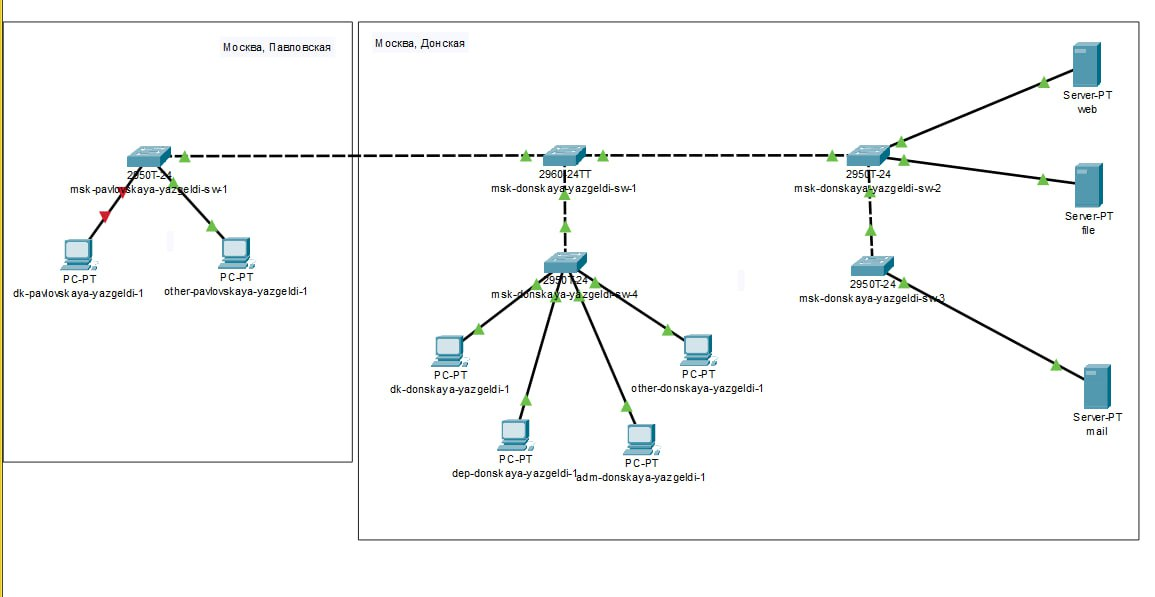 Москва, Павловская
Москва, Донская
Server-PT
web
2950T-24
msk-pavlovskaya-yazgeldi-sw-1
2960-24TT
msk-donskaya-yazgeldi-sw-1
2950T-24
msk-donskaya-yazgeldi-sw-2
Server-PT
file
PC-PT
dk-pavlovskaya-yazgeldi-1
PC-PT
other-pavlovskaya-yazgeldi-1
2950T-24
msk-donskaya-yazgeldi-sw-4
2950T-24
msk-donskaya-yazgeldi-sw-3
PC-PT
dk-donskaya-yazgeldi-1
PC-PT
other-donskaya-yazgeldi-1
Server-PT
mail
PC-PT
dep-donskaya-yazgeldi-1
PC-PT
adm-donskaya-yazgeldi-1